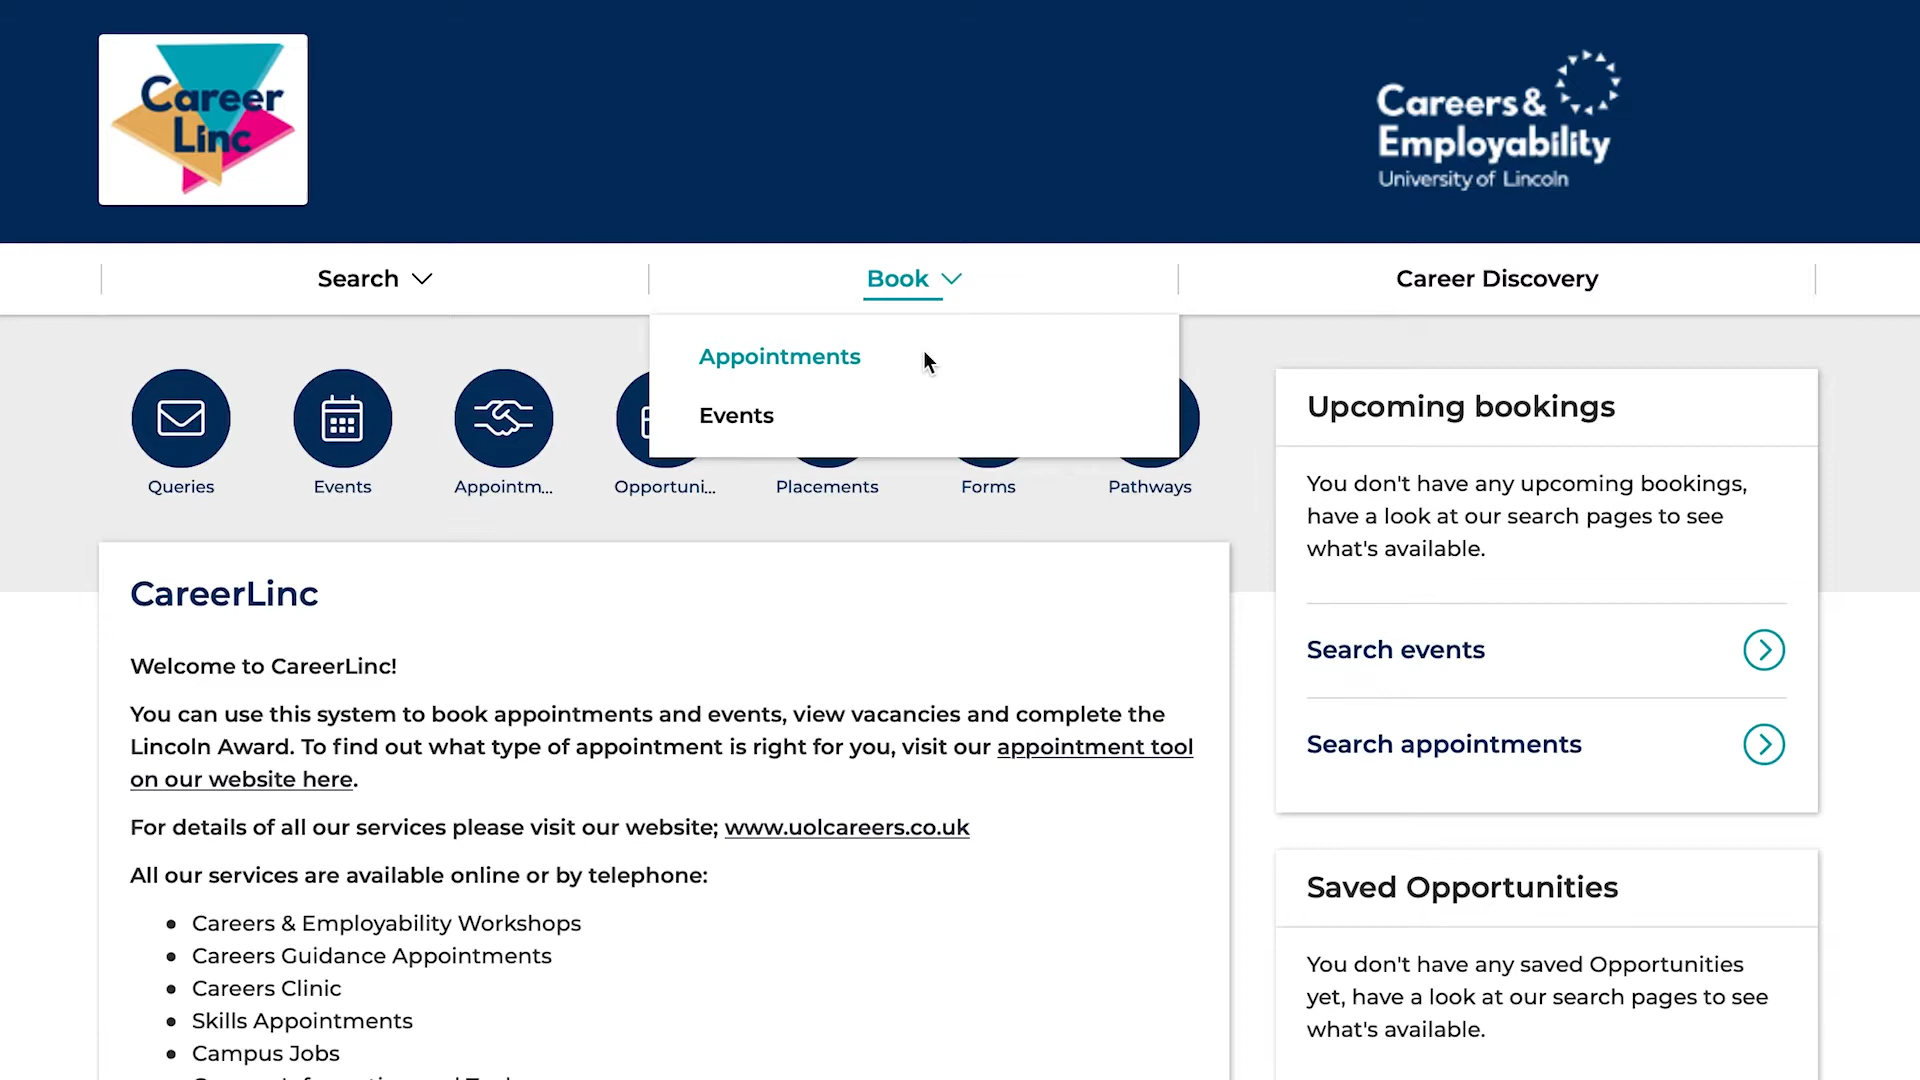 Career
Linc
Careers &
Employability
University of Lincoln
Search
Book
Career Discovery
Appointments
Events
Queries
Events
Appointm...
Opportuni...
Placements
Forms
Pathways
CareerLinc
Welcome to CareerLinc!
You can use this system to book appointments and events, view vacancies and complete the
Lincoln Award. To find out what type of appointment is right for you, visit our appointment tool
on our website here.
For details of all our services please visit our website; www.uolcareers.co.uk
All our services are available online or by telephone:
• Careers & Employability Workshops
• Careers Guidance Appointments
• Careers Clinic
• Skills Appointments
• Campus Jobs
Upcoming bookings
You don't have any upcoming bookings,
have a look at our search pages to see
what's available.
Search events
Search appointments
Saved Opportunities
You don't have any saved Opportunities
yet, have a look at our search pages to see
what's available.